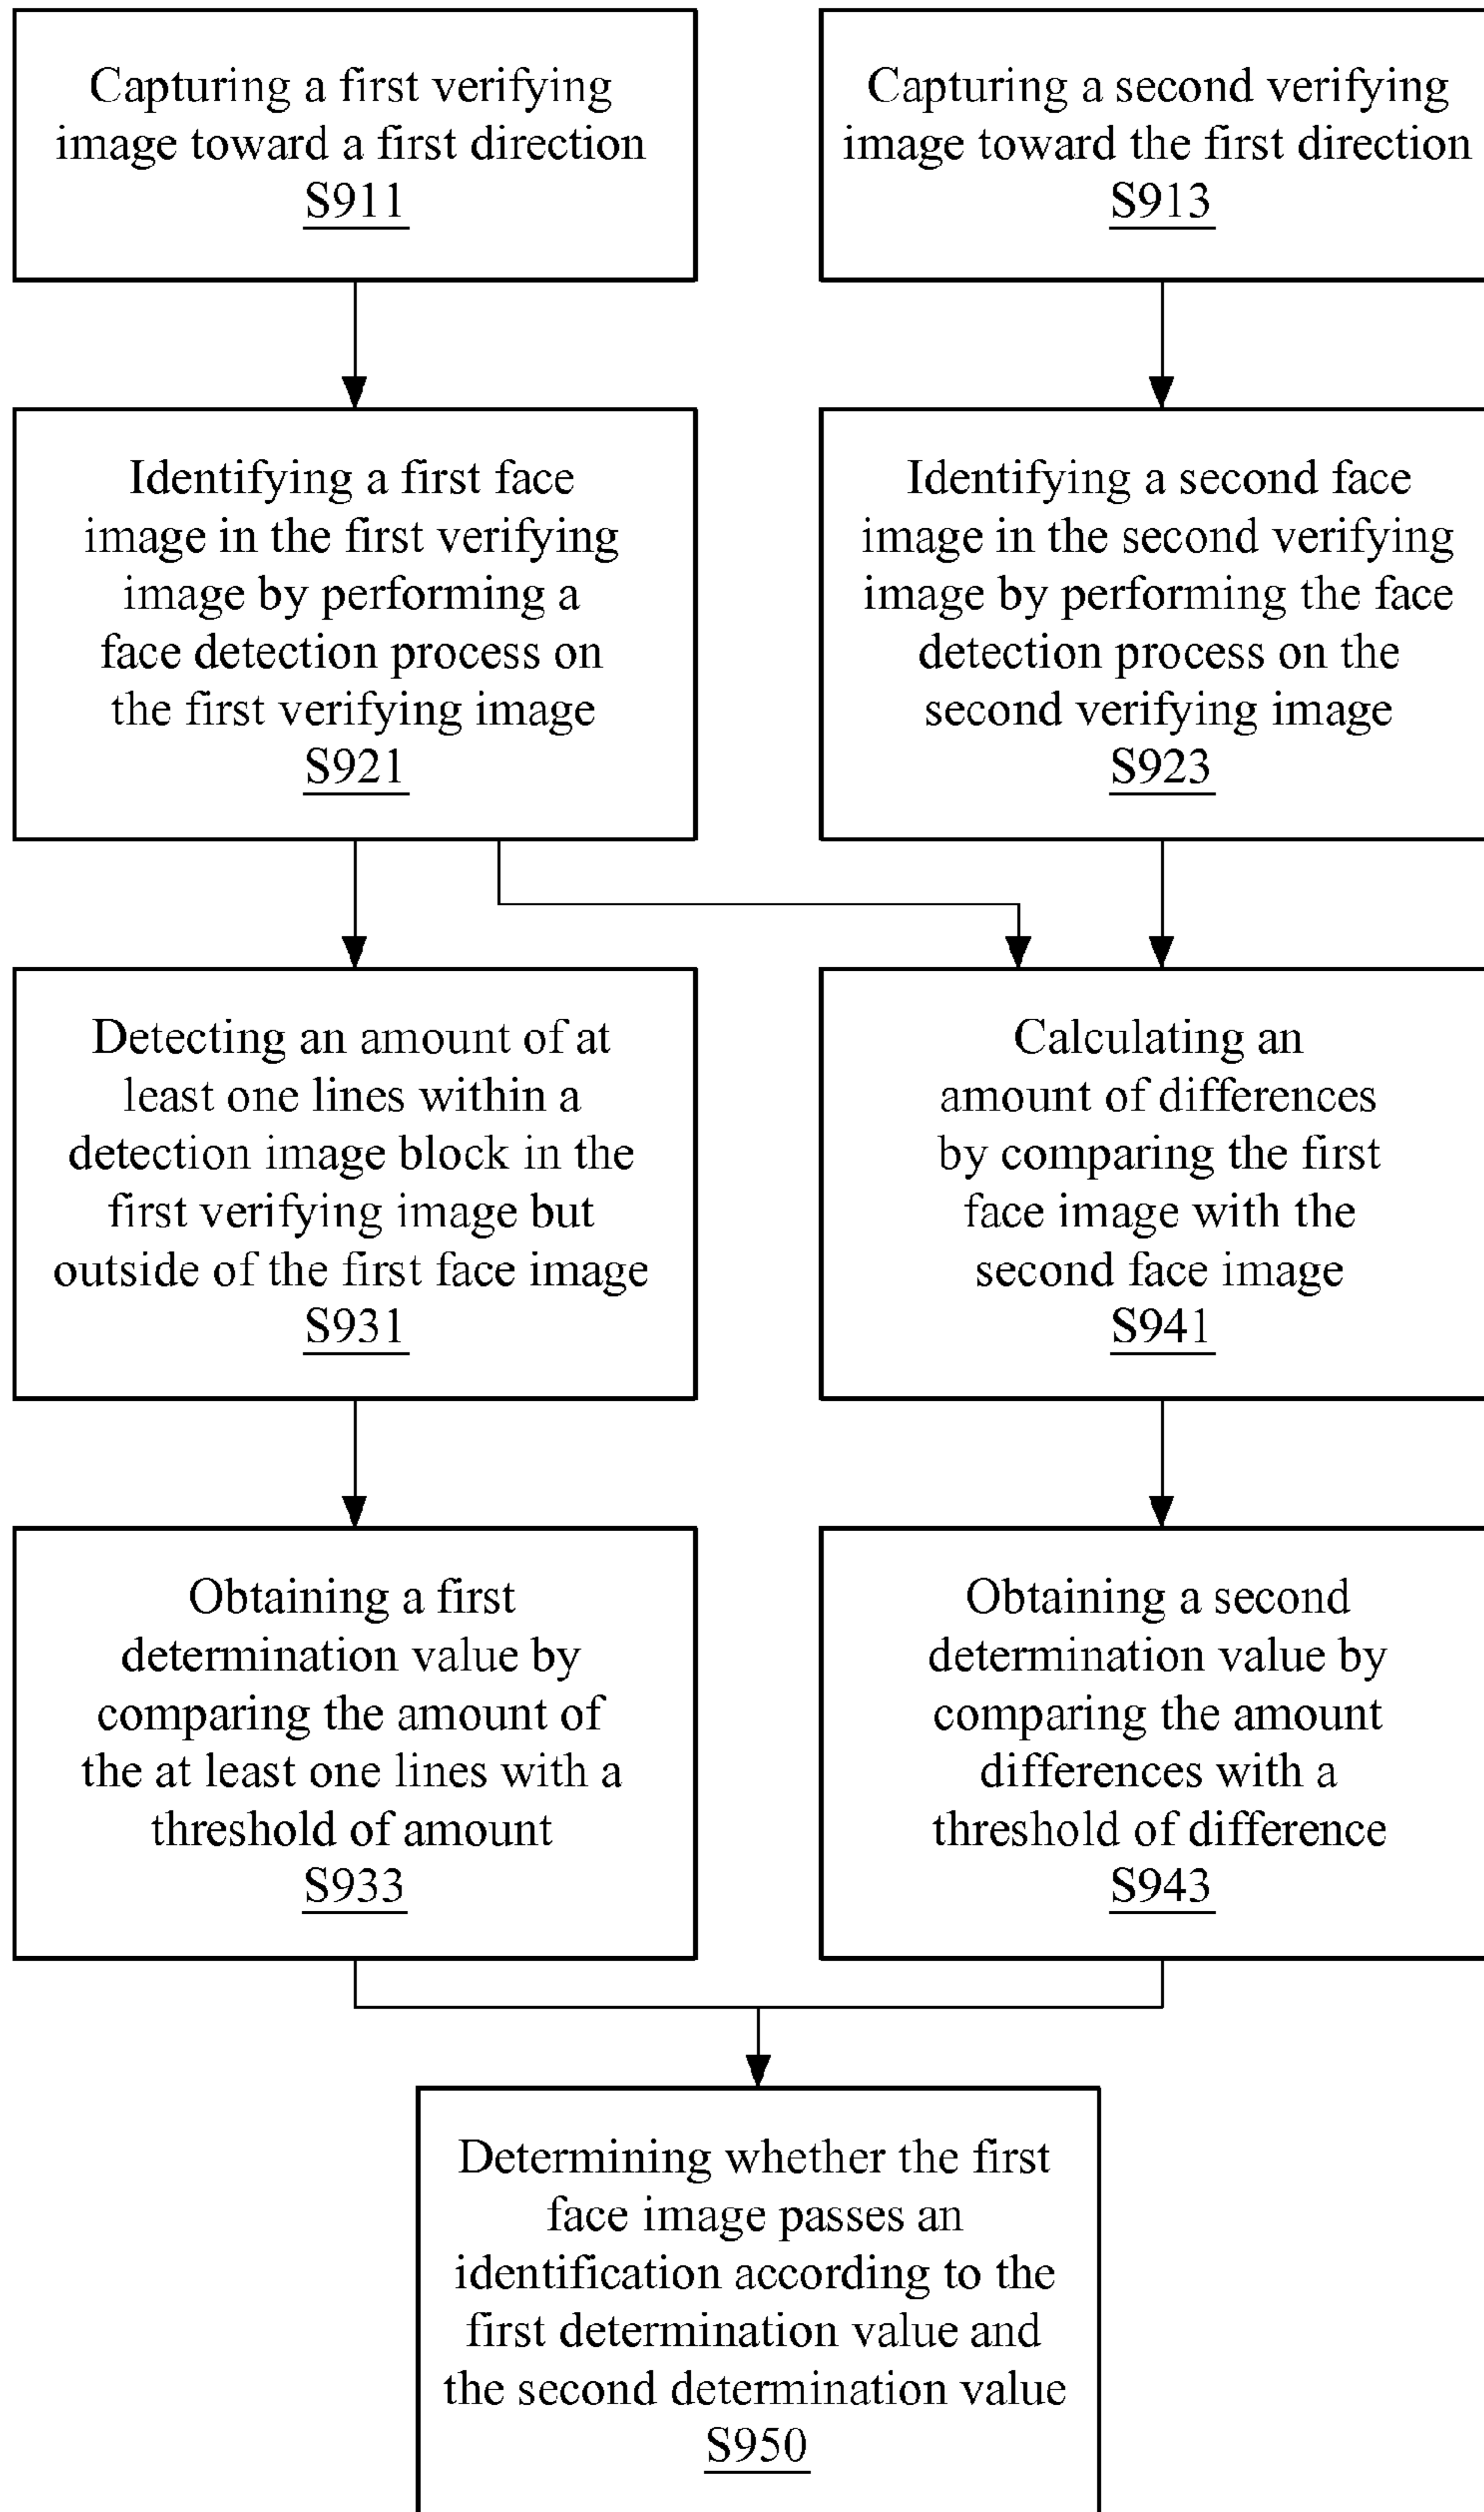 Capturing a first verifying
image toward a first direction
S911
Capturing a second verifying
image toward the first direction
S913
Identifying a first face
image in the first verifying
image by performing a
face detection process on
the first verifying image
S921
Identifying a second face
image in the second verifying
image by performing the face
detection process on the
second verifying image
S923
Detecting an amount of at
least one lines within a
detection image block in the
first verifying image but
outside of the first face image
S931
Calculating an
amount of differences
by comparing the first
face image with the
second face image
S941
Obtaining a first
determination value by
comparing the amount of
the at least one lines with a
threshold of amount
S933
Obtaining a second
determination value by
comparing the amount
differences with a
threshold of difference
S943
Determining whether the first
face image passes an
identification according to the
first determination value and
the second determination value
S950